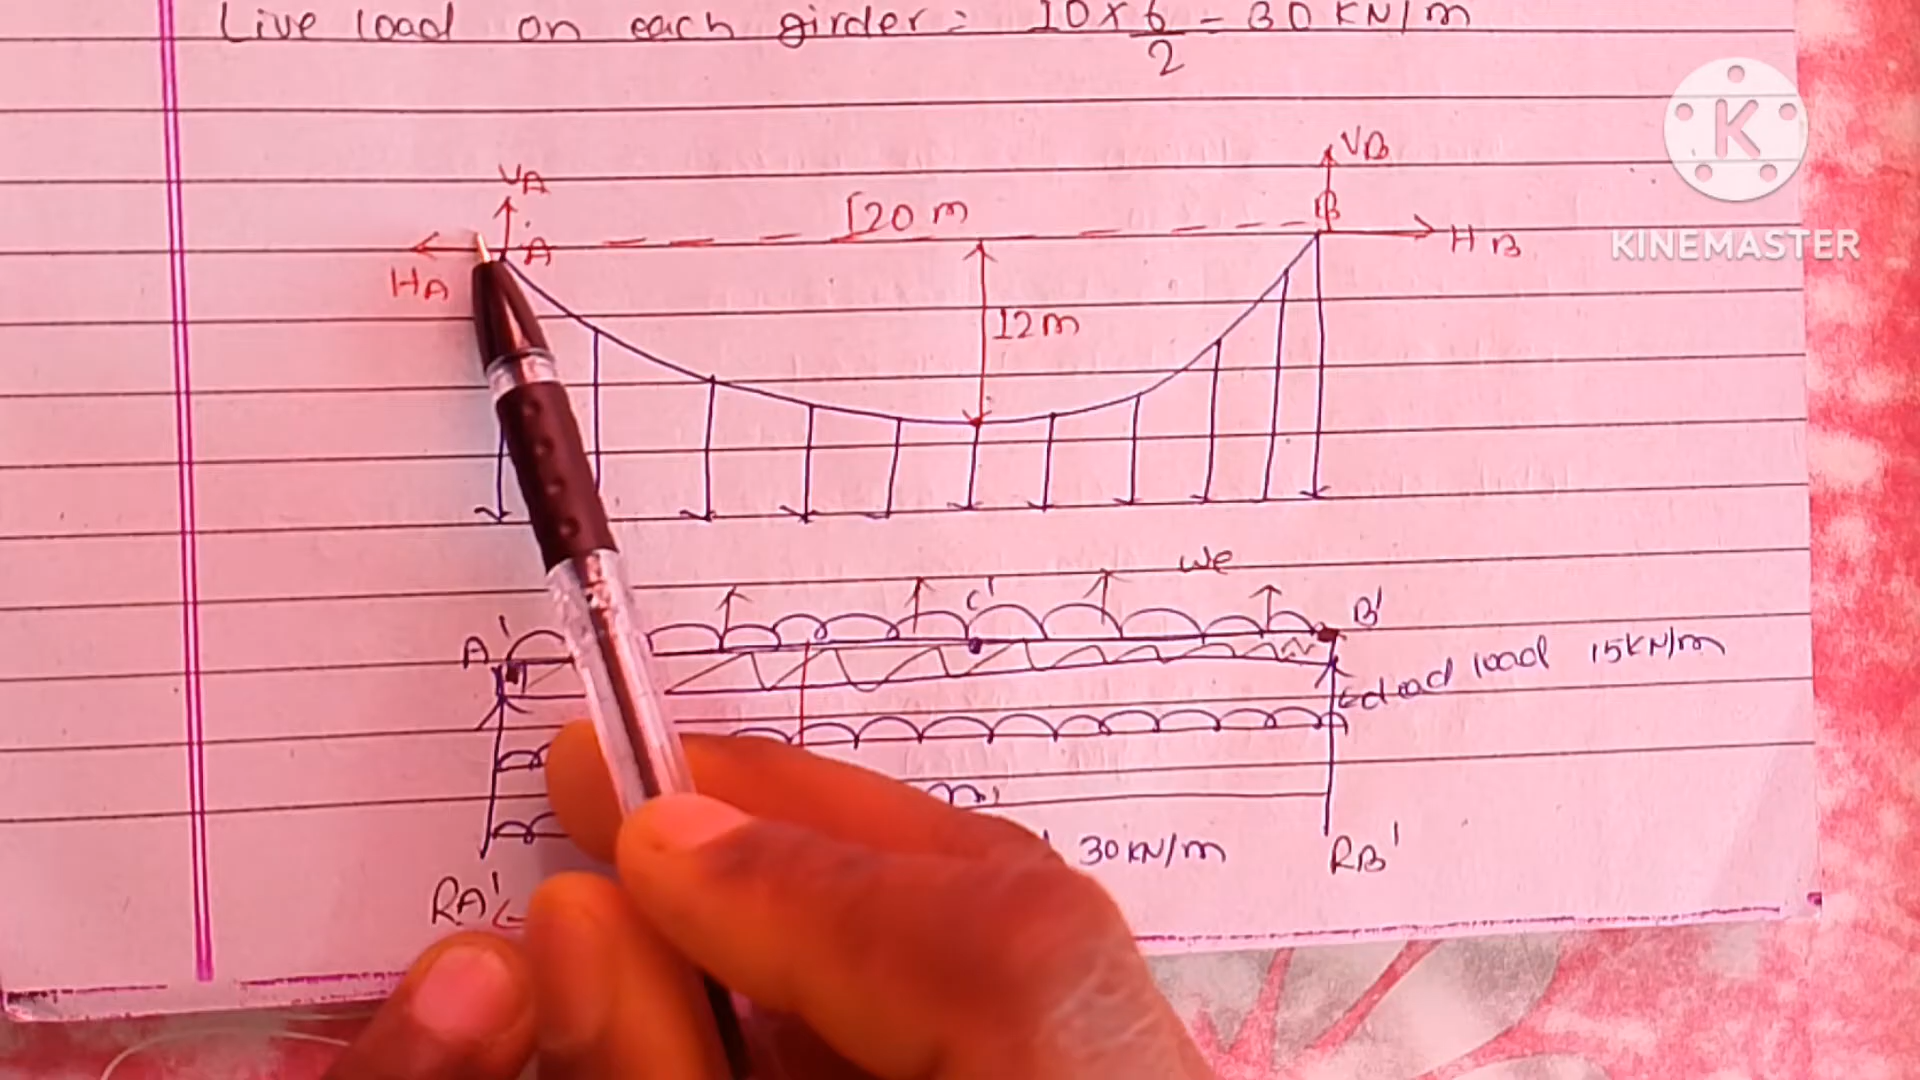 Live load on each girder = 10 × 6/2 = 30 KN/m
VA
VB
120 m
A
B
HA
HB
12m
KINEMASTER
we
A'
C'
B'
dead load 15KN/m
30KN/m
RA'
RB'